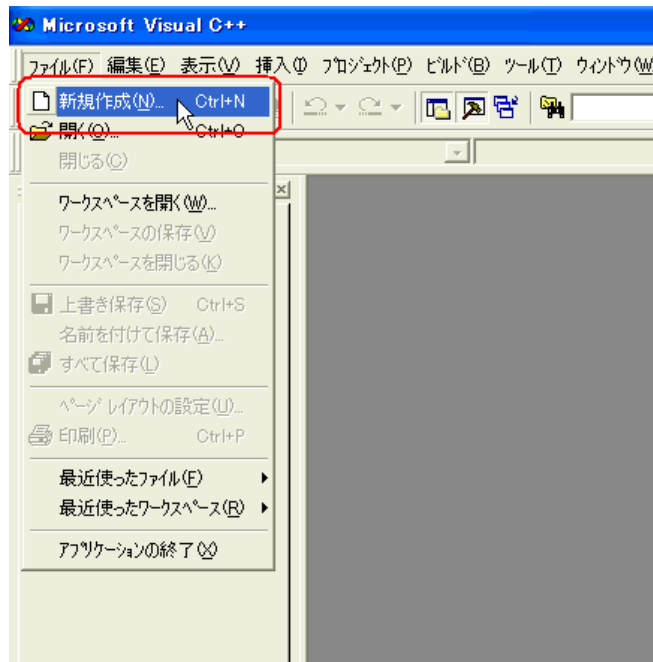 Microsoft Visual C++
ファイル(F) 編集(E) 表示(V) 挿入(I) プロジェクト(P) ビルド(B) ツール(T) ウィンドウ(W
新規作成(N)... Ctrl+N
開く(O)... Ctrl+O
閉じる(C)
ワークスペースを開く(W)...
ワークスペースの保存(V)
ワークスペースを閉じる(K)
上書き保存(S) Ctrl+S
名前を付けて保存(A)...
すべて保存(L)
ページ レイアウトの設定(U)...
印刷(P)... Ctrl+P
最近使ったファイル(F)
最近使ったワークスペース(R)
アプリケーションの終了(X)